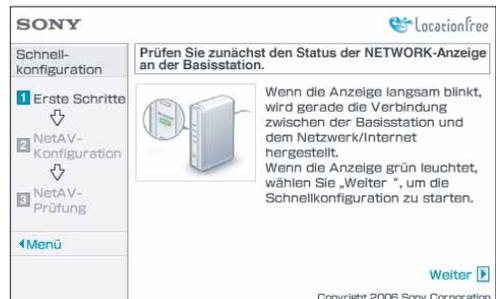 SONY
LocationFree
Schnell-
konfiguration
1 Erste Schritte
2 NetAV-
Konfiguration
3 NetAV-
Prüfung
Menü
Prüfen Sie zunächst den Status der NETWORK-Anzeige
an der Basisstation.
Wenn die Anzeige langsam blinkt,
wird gerade die Verbindung
zwischen der Basisstation und
dem Netzwerk/Internet
hergestellt.
Wenn die Anzeige grün leuchtet,
wählen Sie „Weiter “, um die
Schnellkonfiguration zu starten.
Weiter
Copyright 2006 Sony Corporation